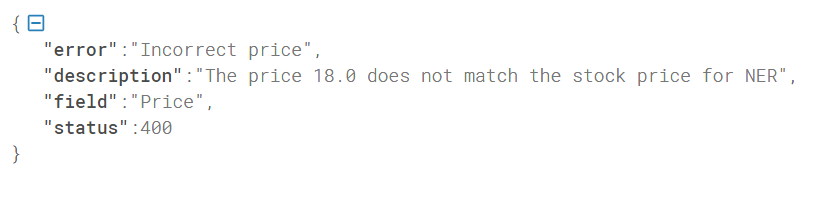 {
"error":"Incorrect price",
"description":"The price 18.0 does not match the stock price for NER",
"field":"Price",
"status":400
}